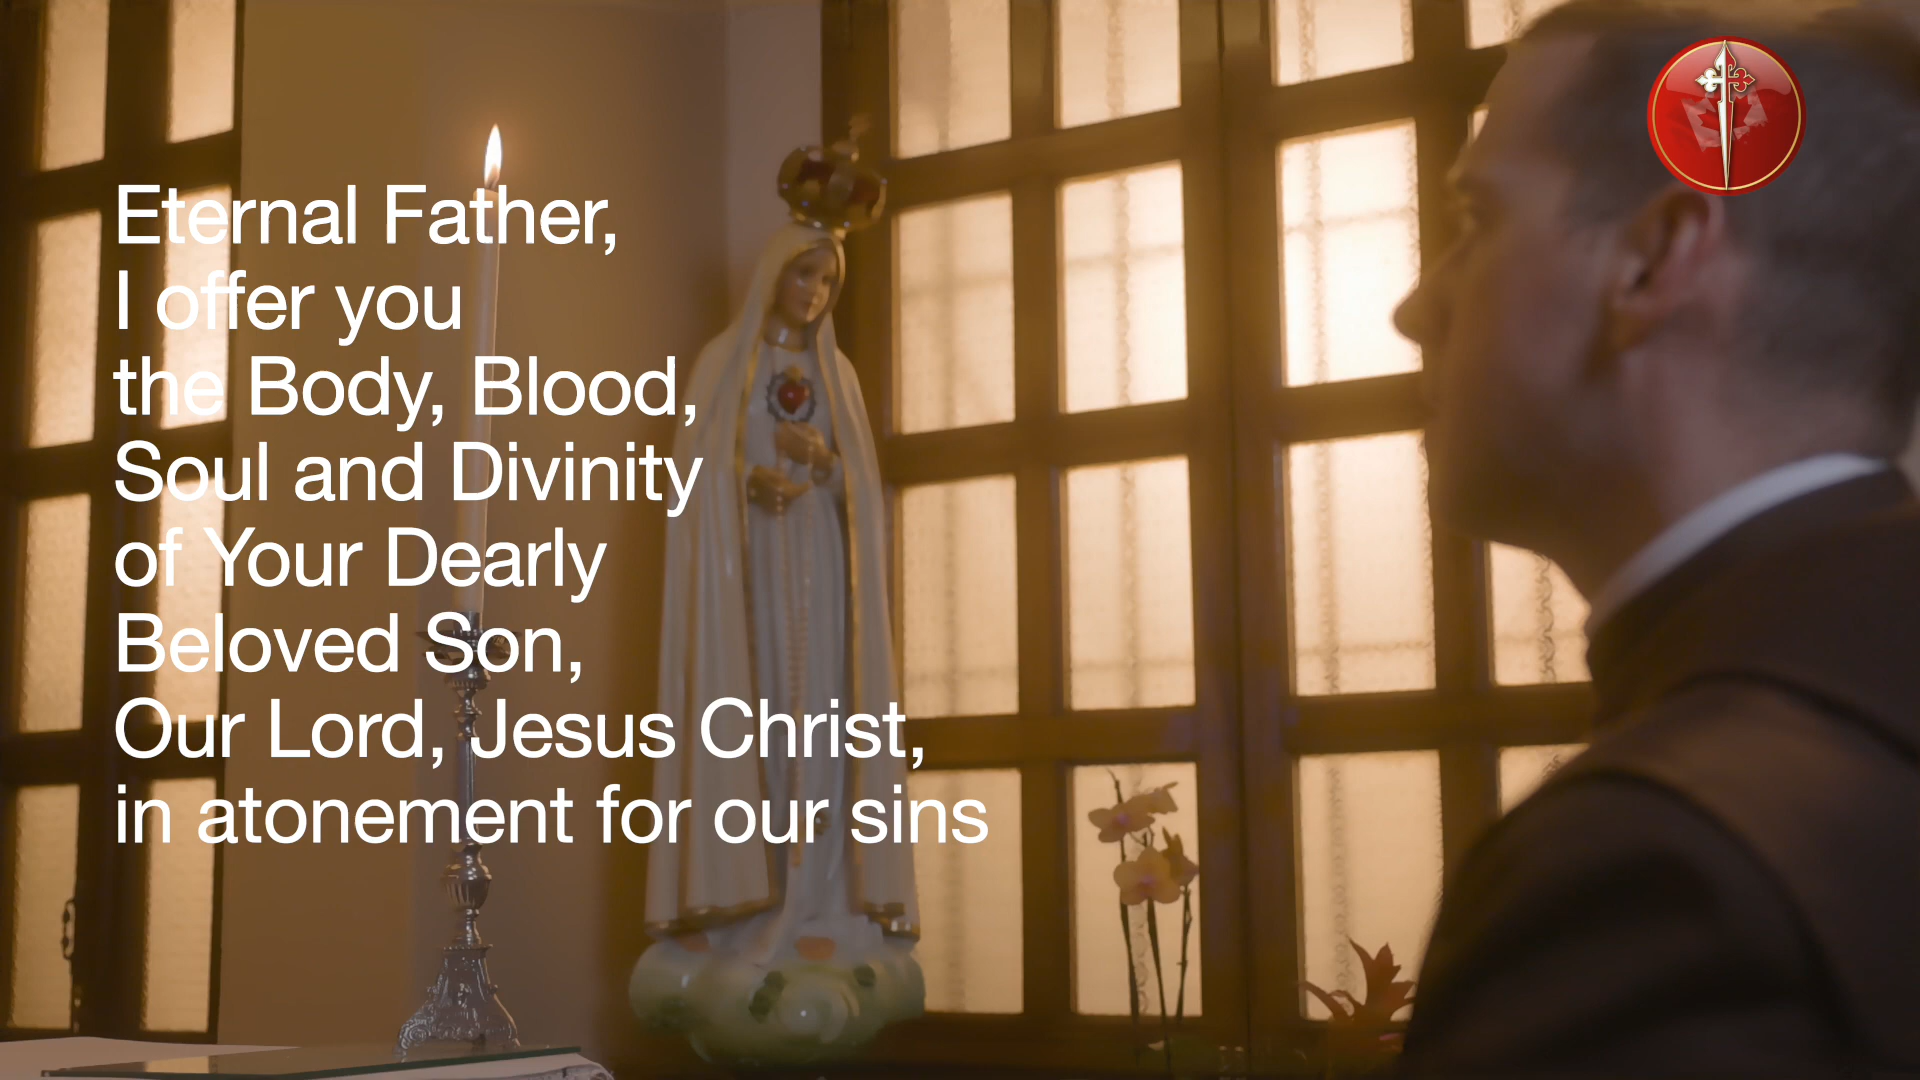 Eternal Father,
I offer you
the Body, Blood,
Soul and Divinity
of Your Dearly
Beloved Son,
Our Lord, Jesus Christ,
in atonement for our sins